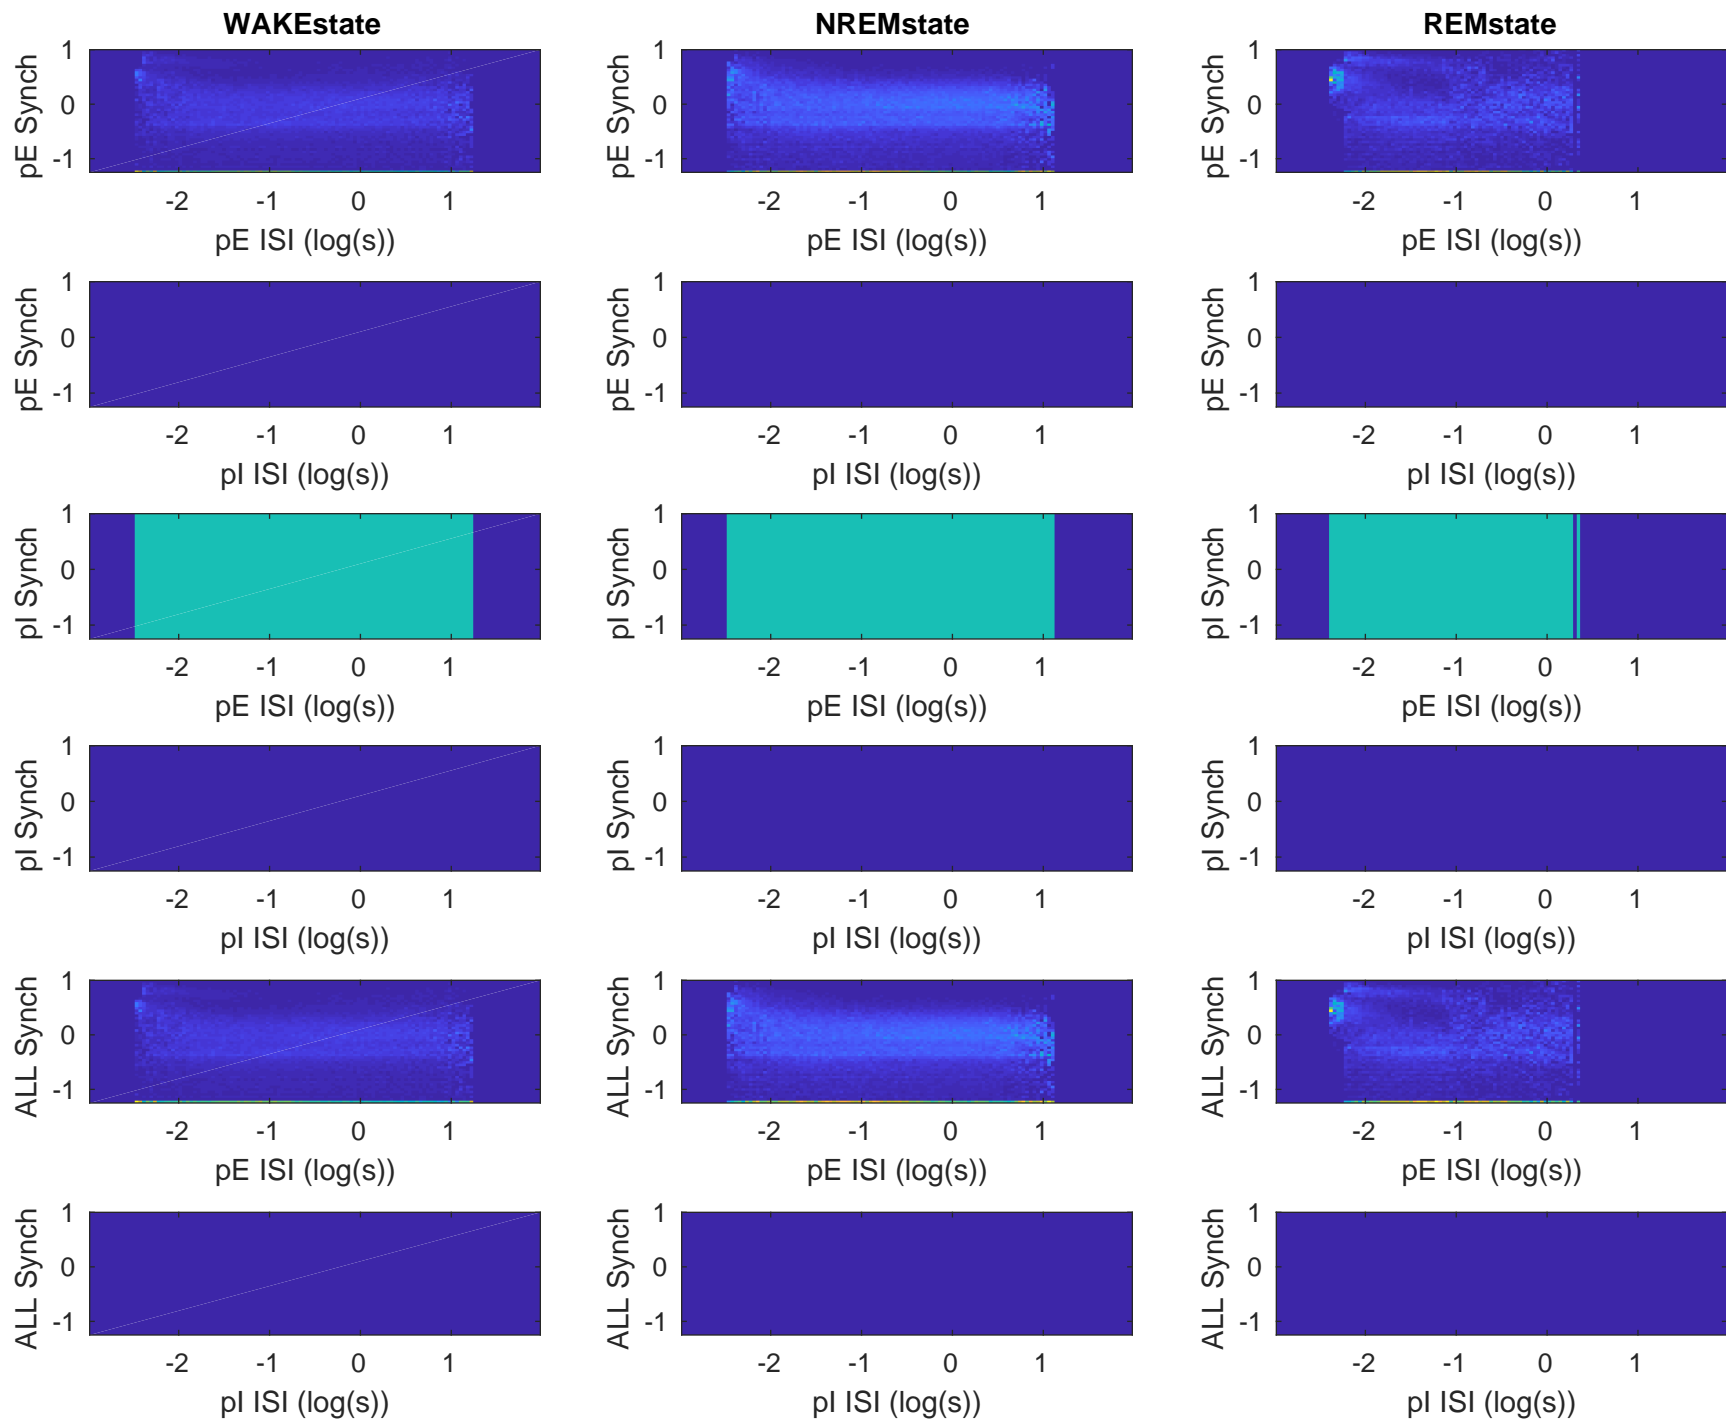 WAKEstate NREMstate REMstate
pE Synch pE Synch pE Synch
1 1 1
0 0 0
-1 -1 -1
-2 -1 0 1 -2 -1 0 1 -2 -1 0 1
pE ISI (log(s)) pE ISI (log(s)) pE ISI (log(s))
pE Synch pE Synch pE Synch
1 1 1
0 0 0
-1 -1 -1
-2 -1 0 1 -2 -1 0 1 -2 -1 0 1
pI ISI (log(s)) pI ISI (log(s)) pI ISI (log(s))
pI Synch pI Synch pI Synch
1 1 1
0 0 0
-1 -1 -1
-2 -1 0 1 -2 -1 0 1 -2 -1 0 1
pE ISI (log(s)) pE ISI (log(s)) pE ISI (log(s))
pI Synch pI Synch pI Synch
1 1 1
0 0 0
-1 -1 -1
-2 -1 0 1 -2 -1 0 1 -2 -1 0 1
pI ISI (log(s)) pI ISI (log(s)) pI ISI (log(s))
ALL Synch ALL Synch ALL Synch
1 1 1
0 0 0
-1 -1 -1
-2 -1 0 1 -2 -1 0 1 -2 -1 0 1
pE ISI (log(s)) pE ISI (log(s)) pE ISI (log(s))
ALL Synch ALL Synch ALL Synch
1 1 1
0 0 0
-1 -1 -1
-2 -1 0 1 -2 -1 0 1 -2 -1 0 1
pI ISI (log(s)) pI ISI (log(s)) pI ISI (log(s))